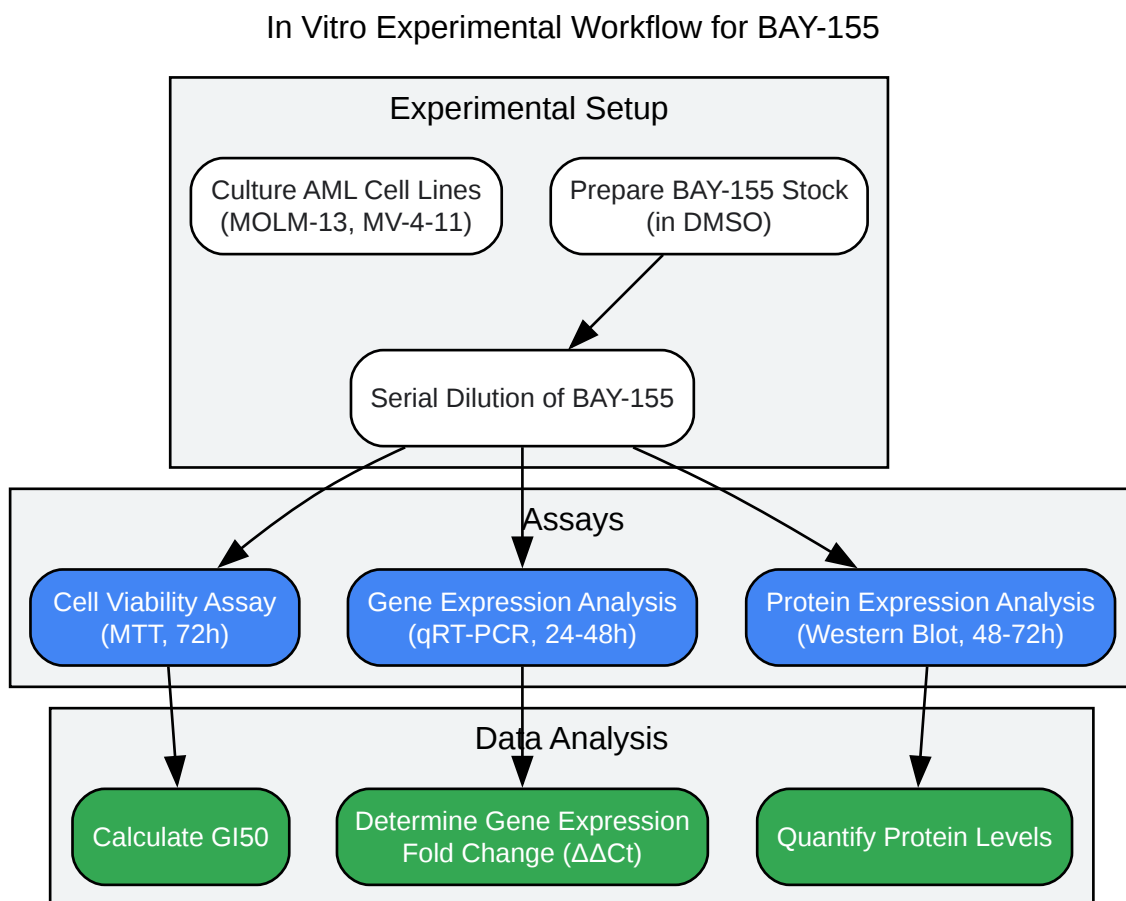 In Vitro Experimental Workflow for BAY-155
Experimental Setup
Culture AML Cell Lines
(MOLM-13, MV-4-11)
Prepare BAY-155 Stock
(in DMSO)
Serial Dilution of BAY-155
Assays
Cell Viability Assay
(MTT, 72h)
Gene Expression Analysis
(qRT-PCR, 24-48h)
Protein Expression Analysis
(Western Blot, 48-72h)
Data Analysis
Calculate GI50
Determine Gene Expression
Fold Change (ΔΔCt)
Quantify Protein Levels